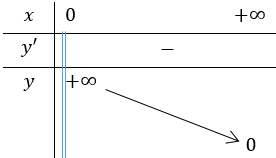 x 0 +∞
y′ −
y +∞
0